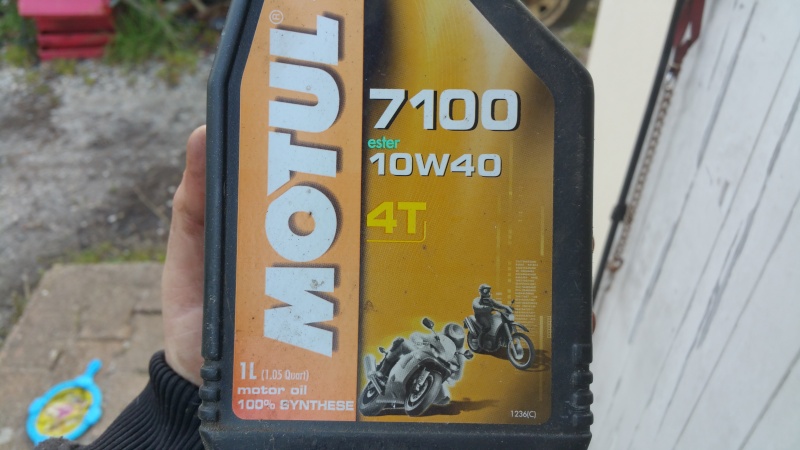 MOTUL®
7100
ester
10W40
4T
1L (1.05 Quart)
motor oil
100% SYNTHESE
1236(C)